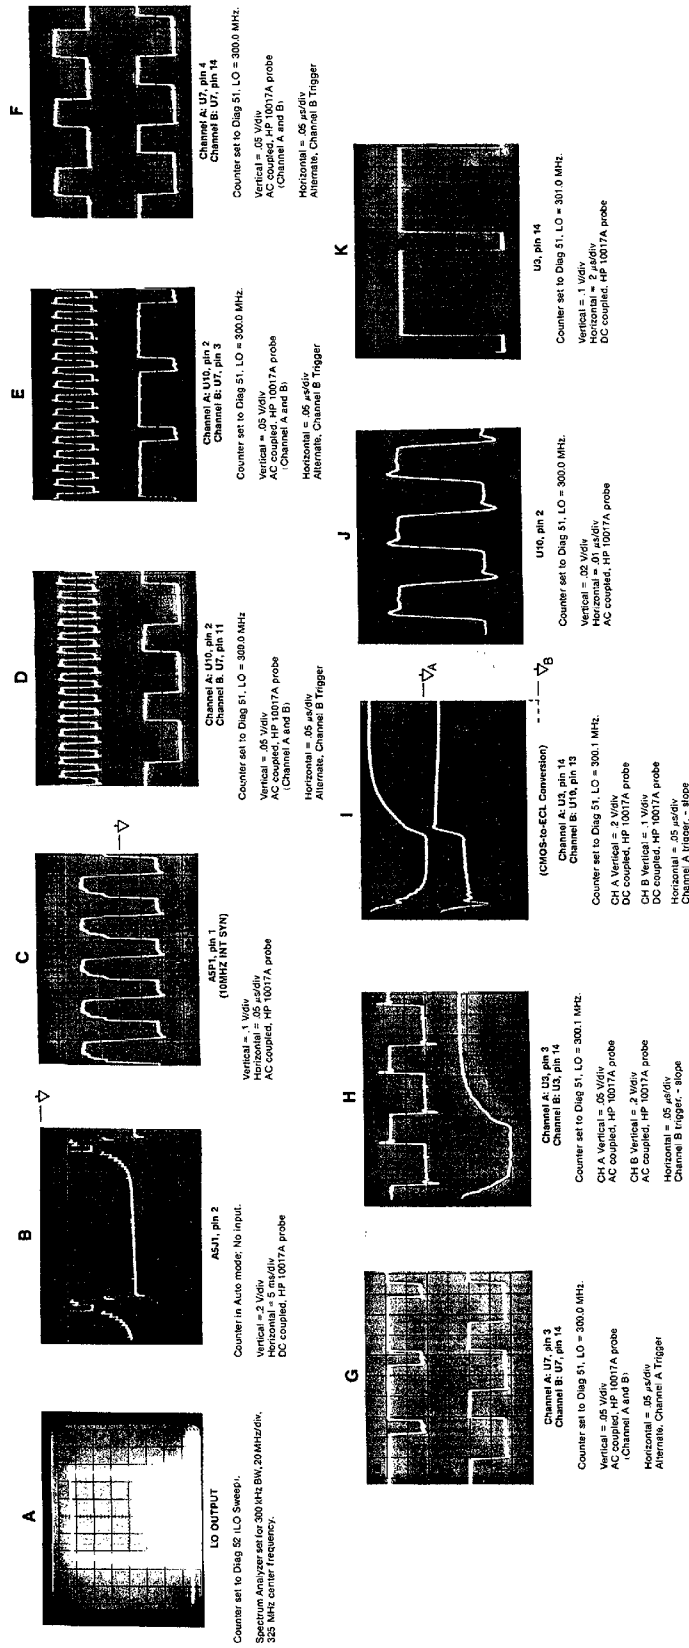 A
LO OUTPUT
Counter set to Diag 52 (LO Sweep).
Spectrum Analyzer set for 300 kHz BW, 20 MHz/div,
325 MHz center frequency.
B
A5J1, pin 2
Counter in Auto mode; No input.
Vertical = .2 V/div
Horizontal = 5 ms/div
DC coupled, HP 10017A probe
C
A5P1, pin 1
(10MHZ INT SYN)
Vertical = .1 V/div
Horizontal = .05 µs/div
AC coupled, HP 10017A probe
D
Channel A: U10, pin 2
Channel B: U7, pin 11
Counter set to Diag 51, LO = 300.0 MHz
Vertical = .05 V/div
AC coupled, HP 10017A probe
(Channel A and B)
Horizontal = .05 µs/div
Alternate, Channel B Trigger
E
Channel A: U10, pin 2
Channel B: U7, pin 3
Counter set to Diag 51, LO = 300.0 MHz.
Vertical = .05 V/div
AC coupled, HP 10017A probe
(Channel A and B)
Horizontal = .05 µs/div
Alternate, Channel B Trigger
F
Channel A: U7, pin 4
Channel B: U7, pin 14
Counter set to Diag 51, LO = 300.0 MHz.
Vertical = .05 V/div
AC coupled, HP 10017A probe
(Channel A and B)
Horizontal = .05 µs/div
Alternate, Channel B Trigger
G
Channel A: U7, pin 3
Channel B: U7, pin 14
Counter set to Diag 51, LO = 300.0 MHz.
Vertical = .05 V/div
AC coupled, HP 10017A probe
(Channel A and B)
Horizontal = .05 µs/div
Alternate, Channel A Trigger
H
Channel A: U3, pin 3
Channel B: U3, pin 14
Counter set to Diag 51, LO = 300.1 MHz.
CH A Vertical = .05 V/div
AC coupled, HP 10017A probe
CH B Vertical = .2 V/div
AC coupled, HP 10017A probe
Horizontal = .05 µs/div
Channel B trigger, - slope
I
A
B
(CMOS-to-ECL Conversion)
Channel A: U3, pin 14
Channel B: U10, pin 13
Counter set to Diag 51, LO = 300.1 MHz.
CH A Vertical = .2 V/div
DC coupled, HP 10017A probe
CH B Vertical = .1 V/div
DC coupled, HP 10017A probe
Horizontal = .05 µs/div
Channel A trigger, - slope
J
U10, pin 2
Counter set to Diag 51, LO = 300.0 MHz.
Vertical = .02 V/div
Horizontal = .01 µs/div
AC coupled, HP 10017A probe
K
U3, pin 14
Counter set to Diag 51, LO = 301.0 MHz.
Vertical = .1 V/div
Horizontal = 2 µs/div
DC coupled, HP 10017A probe